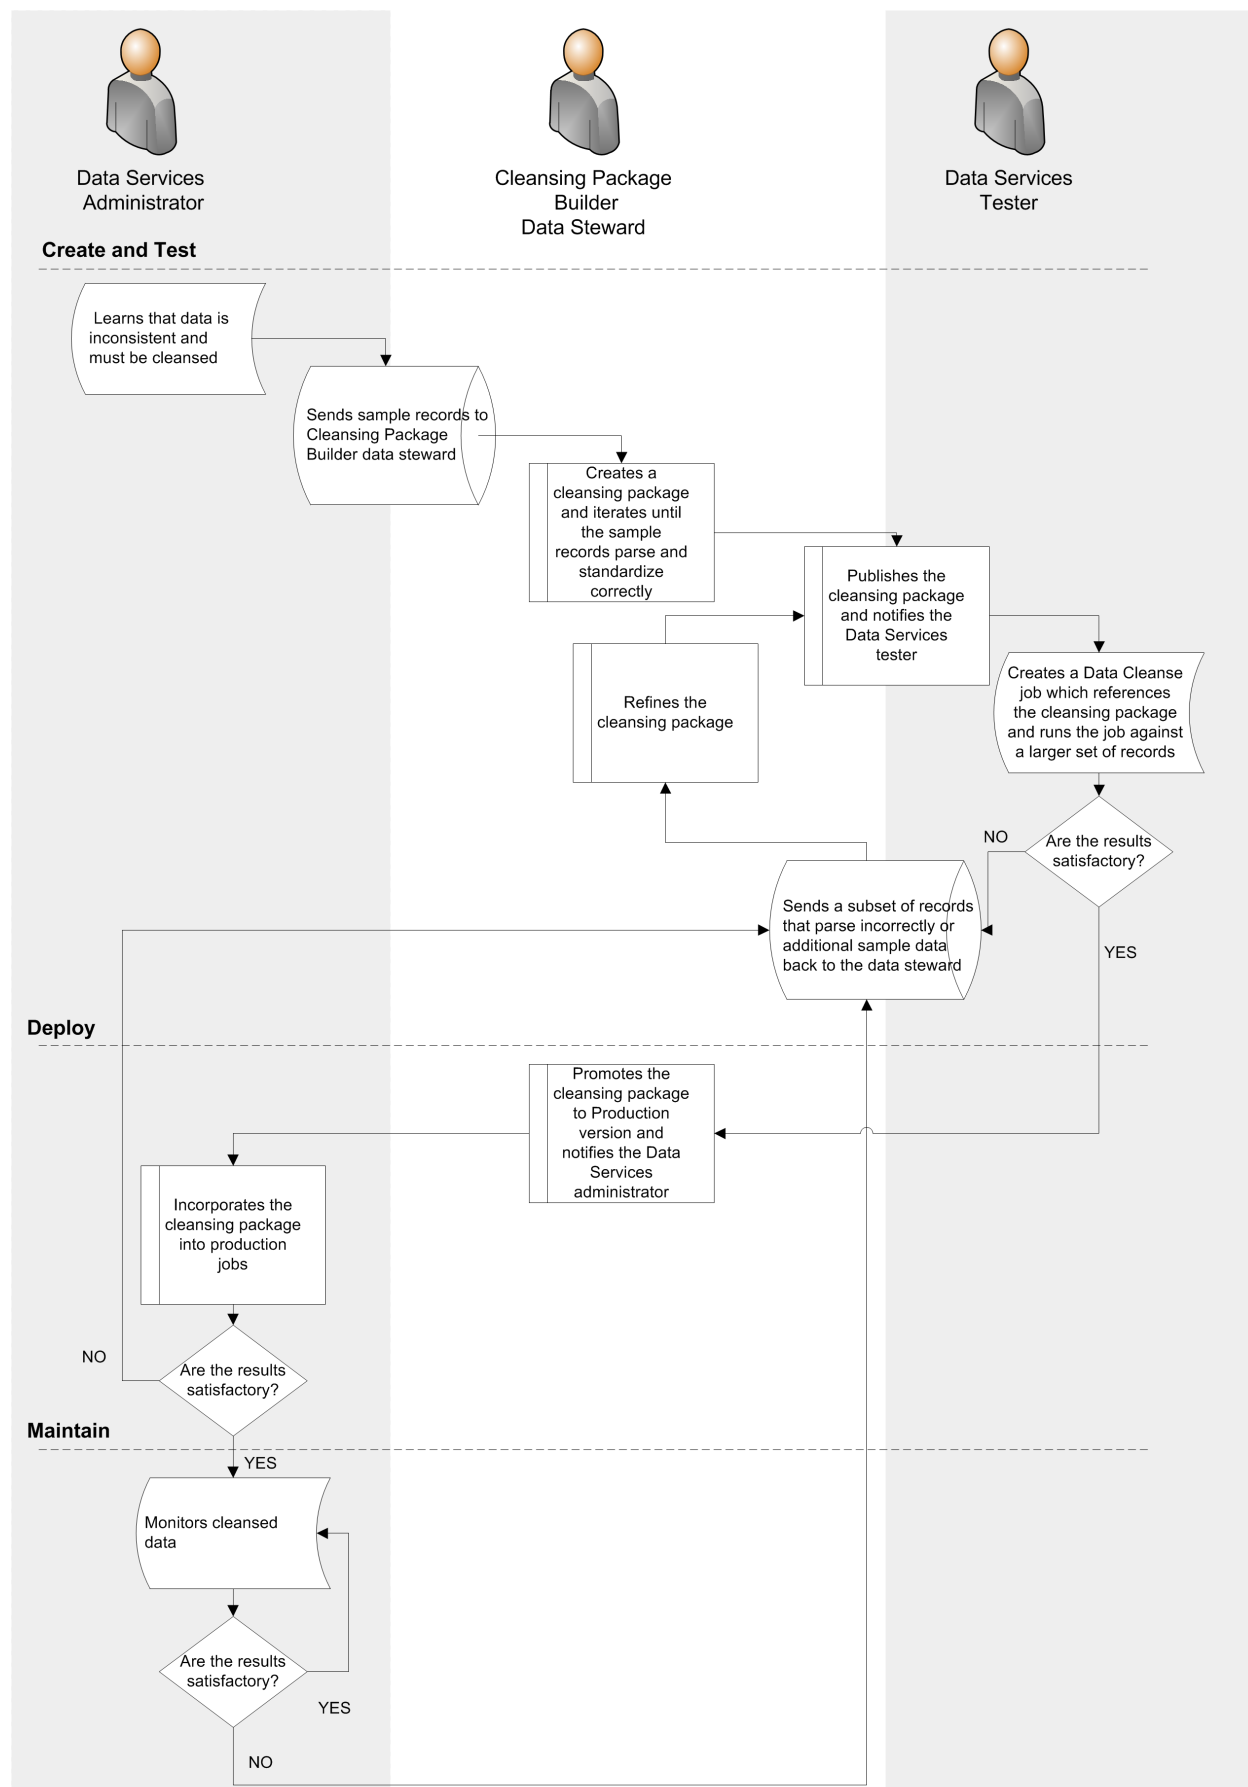 Data Services
Administrator
Cleansing Package
Builder
Data Steward
Data Services
Tester
Create and Test
Learns that data is
inconsistent and
must be cleansed
Sends sample records to
Cleansing Package
Builder data steward
Creates a
cleansing package
and iterates until
the sample
records parse and
standardize
correctly
Publishes the
cleansing package
and notifies the
Data Services
tester
Refines the
cleansing package
Creates a Data Cleanse
job which references
the cleansing package
and runs the job against
a larger set of records
NO
Are the results
satisfactory?
Sends a subset of records
that parse incorrectly or
additional sample data
back to the data steward
YES
Deploy
Promotes the
cleansing package
to Production
version and
notifies the Data
Services
administrator
Incorporates the
cleansing package
into production
jobs
NO
Are the results
satisfactory?
Maintain
YES
Monitors cleansed
data
Are the results
satisfactory?
YES
NO